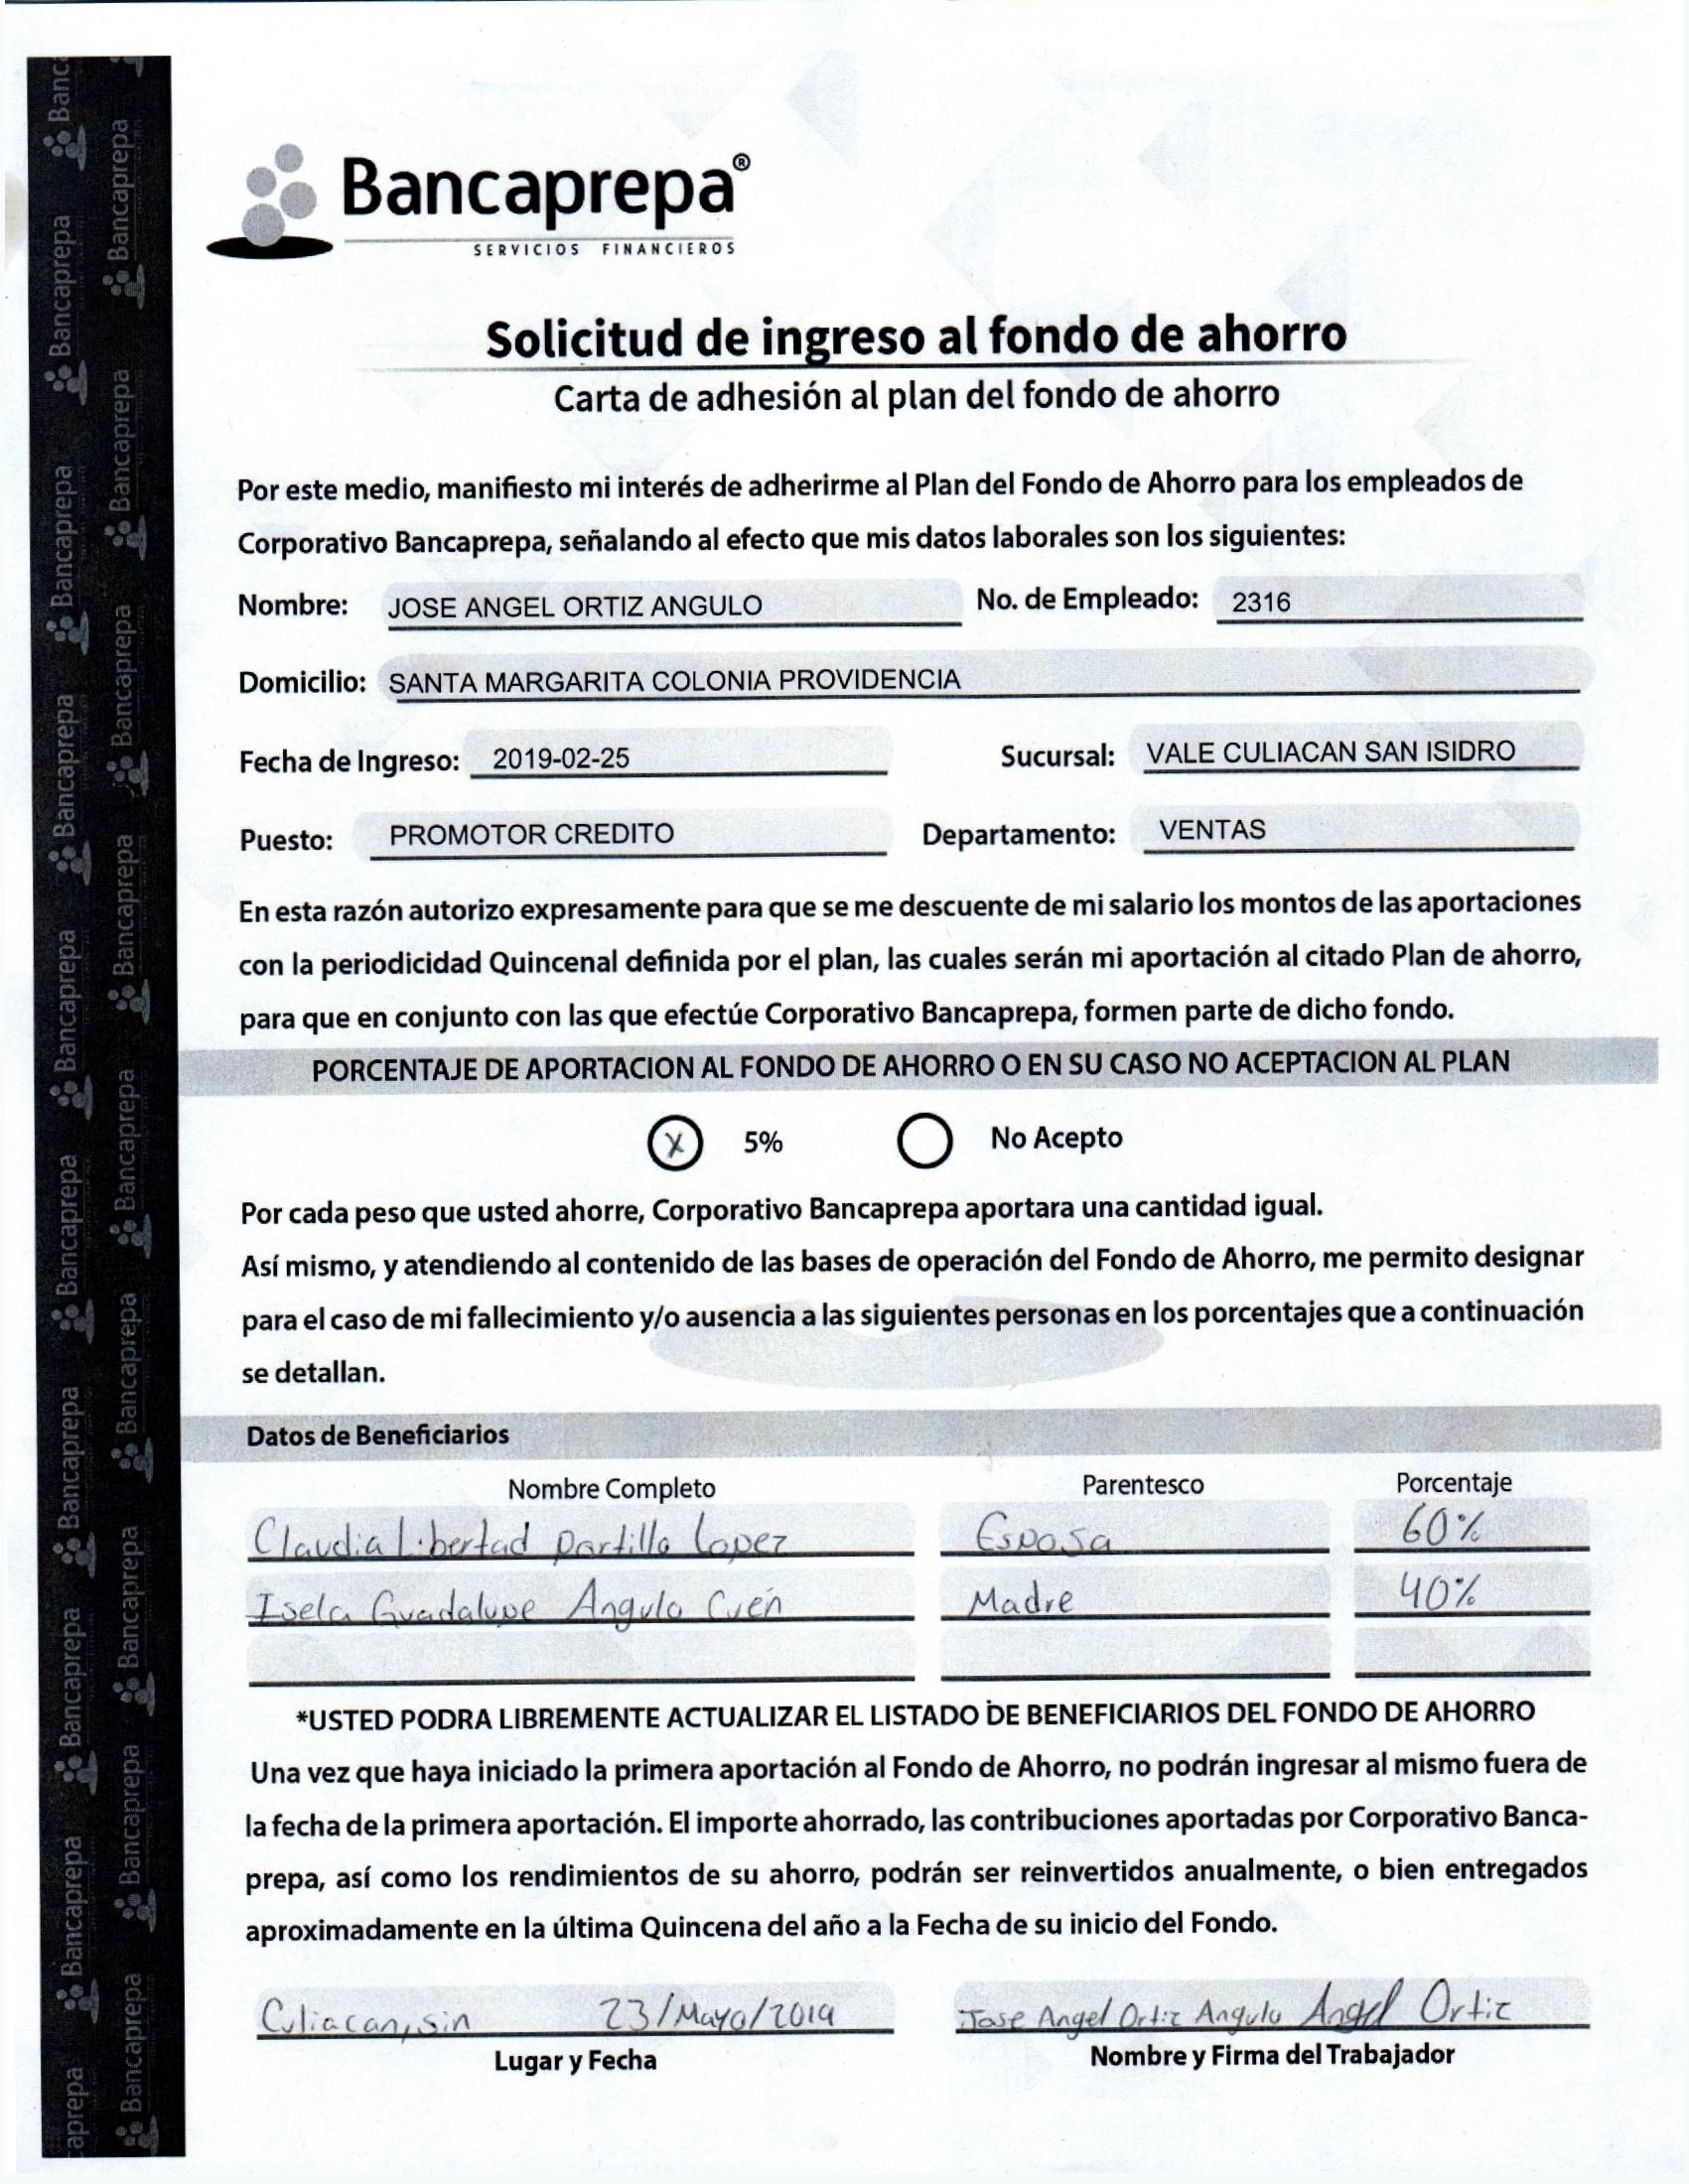 Bancaprepa®
SERVICIOS FINANCIEROS
Solicitud de ingreso al fondo de ahorro
Carta de adhesión al plan del fondo de ahorro
Por este medio, manifiesto mi interés de adherirme al Plan del Fondo de Ahorro para los empleados de
Corporativo Bancaprepa, señalando al efecto que mis datos laborales son los siguientes:
Nombre: JOSE ANGEL ORTIZ ANGULO No. de Empleado: 2316
Domicilio: SANTA MARGARITA COLONIA PROVIDENCIA
Fecha de Ingreso: 2019-02-25 Sucursal: VALE CULIACAN SAN ISIDRO
Puesto: PROMOTOR CREDITO Departamento: VENTAS
En esta razón autorizo expresamente para que se me descuente de mi salario los montos de las aportaciones
con la periodicidad Quincenal definida por el plan, las cuales serán mi aportación al citado Plan de ahorro,
para que en conjunto con las que efectúe Corporativo Bancaprepa, formen parte de dicho fondo.
PORCENTAJE DE APORTACION AL FONDO DE AHORRO O EN SU CASO NO ACEPTACION AL PLAN
X 5% No Acepto
Por cada peso que usted ahorre, Corporativo Bancaprepa aportara una cantidad igual.
Así mismo, y atendiendo al contenido de las bases de operación del Fondo de Ahorro, me permito designar
para el caso de mi fallecimiento y/o ausencia a las siguientes personas en los porcentajes que a continuación
se detallan.
Datos de Beneficiarios
Nombre Completo Parentesco Porcentaje
Claudia Libertad Portillo Lopez Esposa 60%
Isela Guadalupe Angulo Cuén Madre 40%
*USTED PODRA LIBREMENTE ACTUALIZAR EL LISTADO DE BENEFICIARIOS DEL FONDO DE AHORRO
Una vez que haya iniciado la primera aportación al Fondo de Ahorro, no podrán ingresar al mismo fuera de
la fecha de la primera aportación. El importe ahorrado, las contribuciones aportadas por Corporativo Banca-
prepa, así como los rendimientos de su ahorro, podrán ser reinvertidos anualmente, o bien entregados
aproximadamente en la última Quincena del año a la Fecha de su inicio del Fondo.
Culiacan, sin 23/Mayo/2019 Jose Angel Ortiz Angulo Angel Ortiz
Lugar y Fecha Nombre y Firma del Trabajador